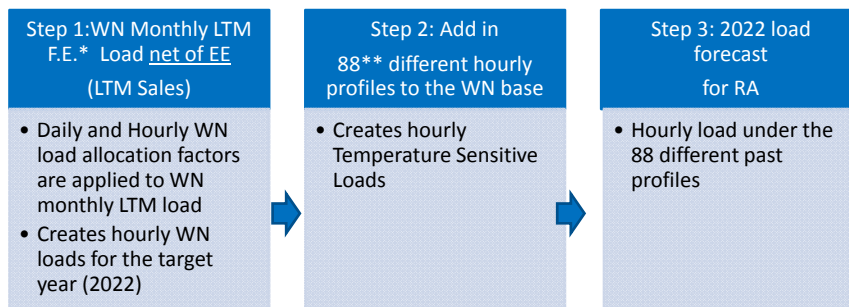 Step 1:WN Monthly LTM
F.E.* Load net of EE
(LTM Sales)
• Daily and Hourly WN
load allocation factors
are applied to WN
monthly LTM load
• Creates hourly WN
loads for the target
year (2022)
Step 2: Add in
88** different hourly
profiles to the WN base
• Creates hourly
Temperature Sensitive
Loads
Step 3: 2022 load
forecast
for RA
• Hourly load under the
88 different past
profiles